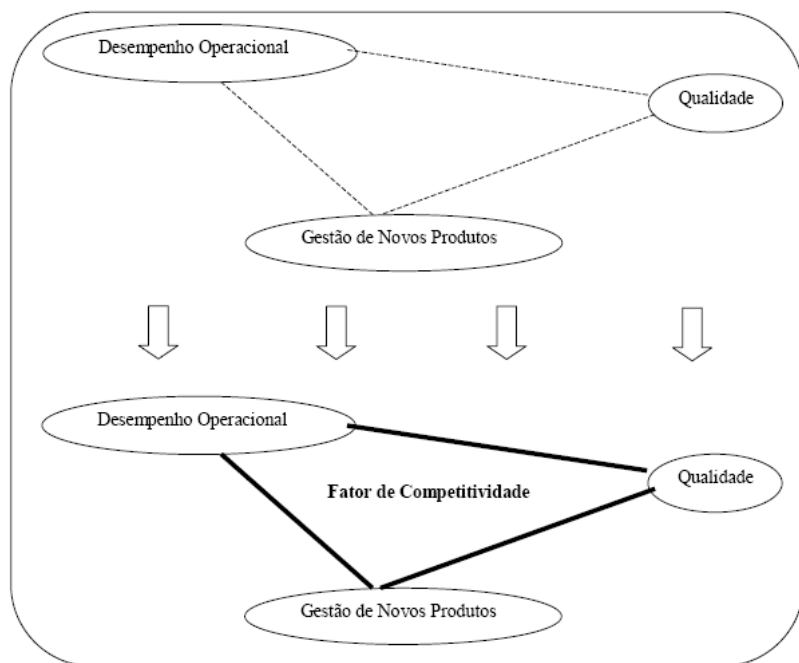 Desempenho Operacional
Qualidade
Gestão de Novos Produtos
Desempenho Operacional
Qualidade
Fator de Competitividade
Gestão de Novos Produtos